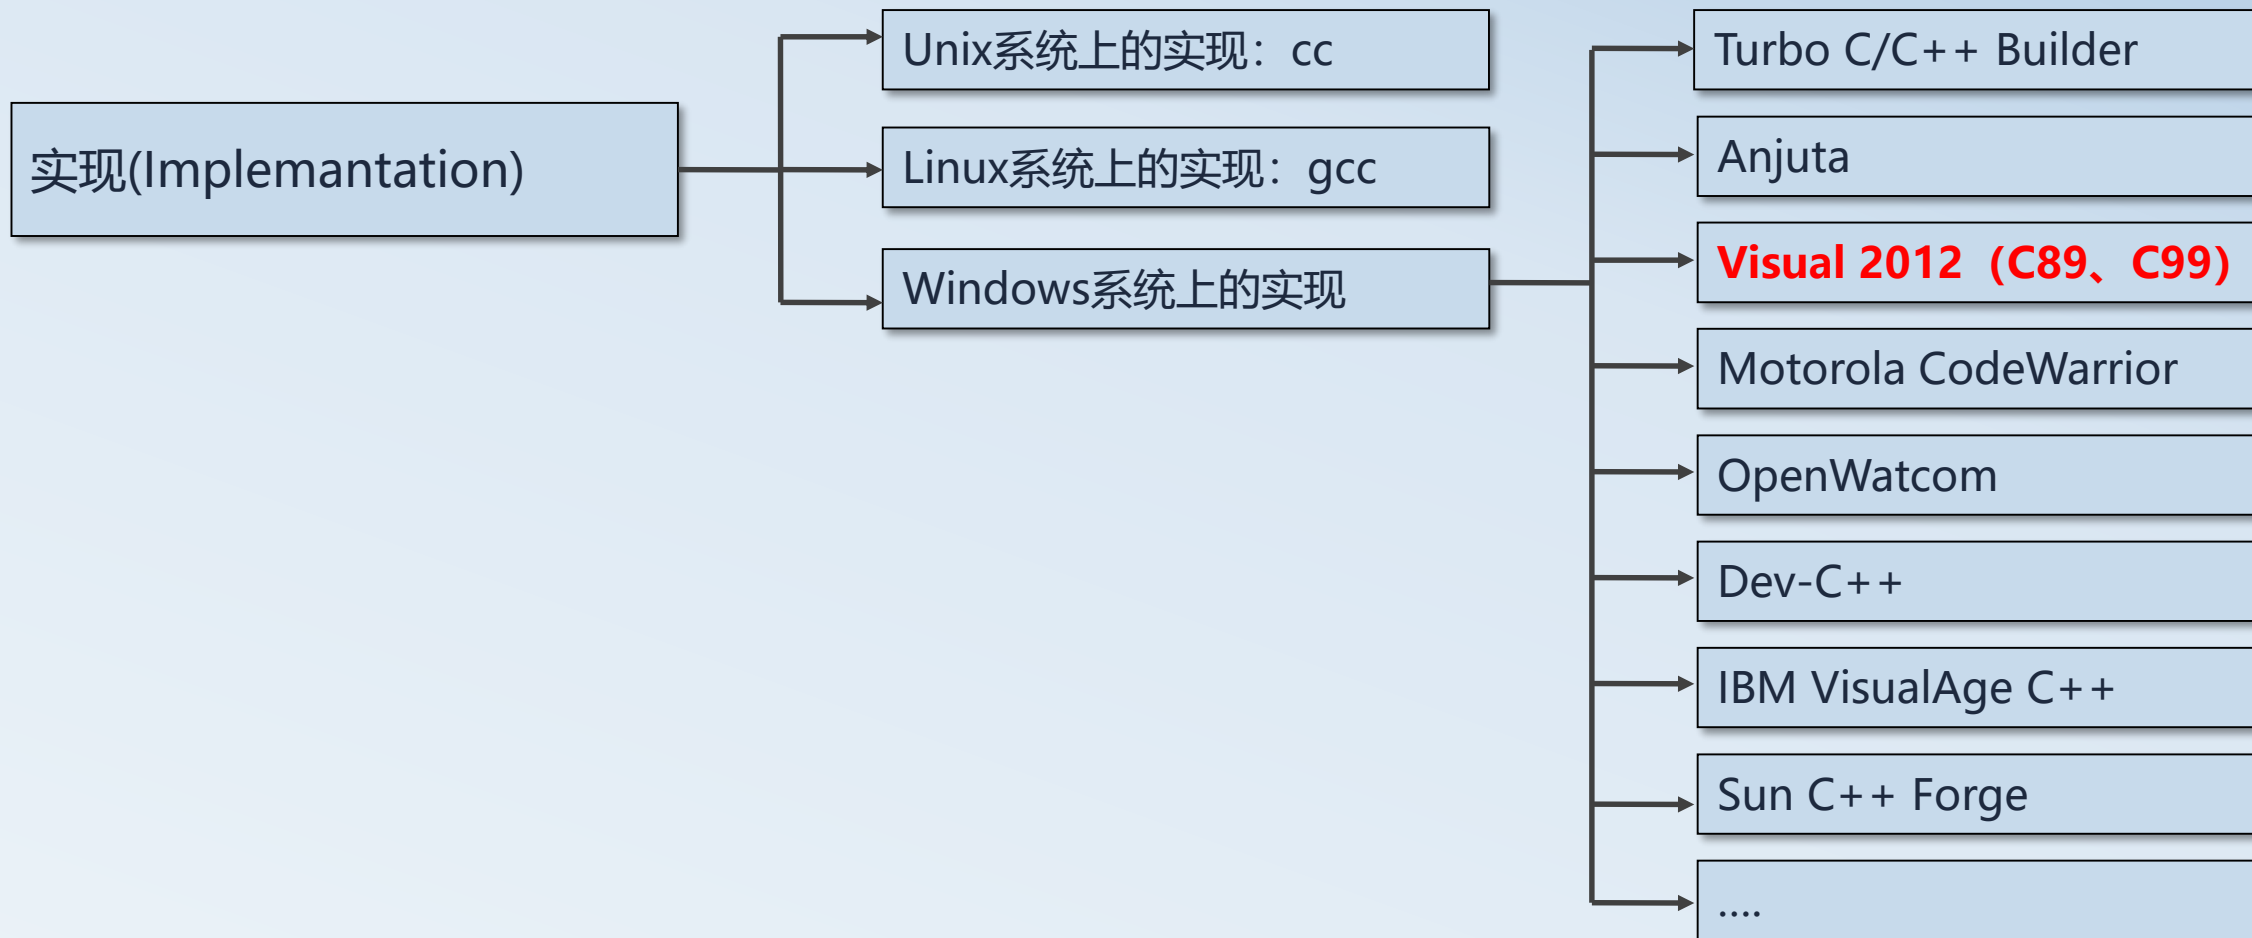 实现(Implemantation)
Unix系统上的实现：cc
Linux系统上的实现：gcc
Windows系统上的实现
Turbo C/C++ Builder
Anjuta
Visual 2012（C89、C99）
Motorola CodeWarrior
OpenWatcom
Dev-C++
IBM VisualAge C++
Sun C++ Forge
....